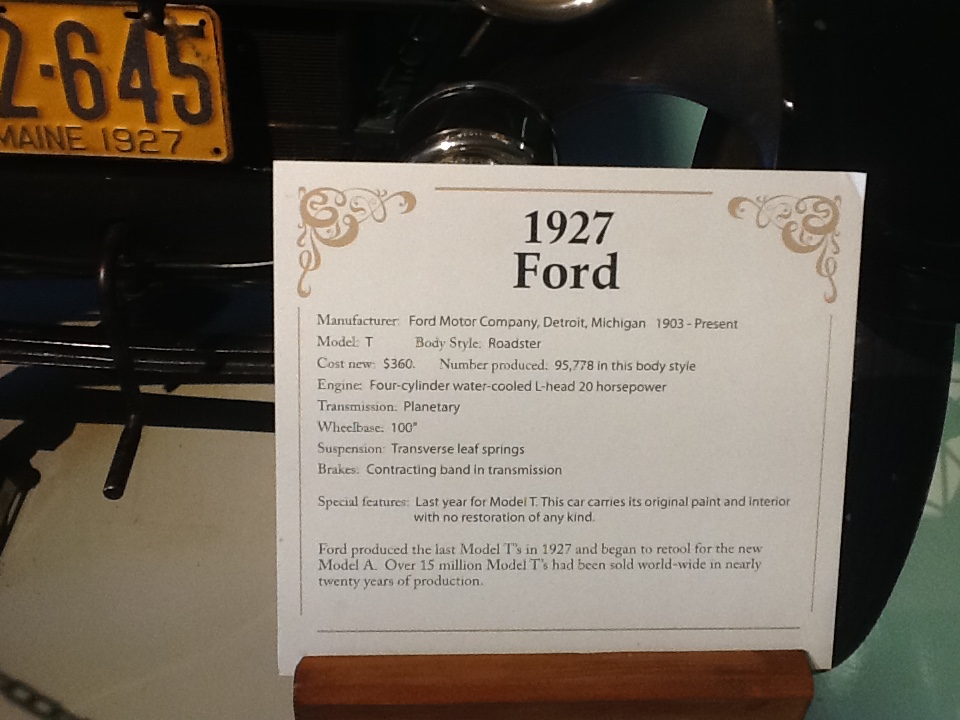 2·645
MAINE 1927
1927
Ford
Manufacturer: Ford Motor Company, Detroit, Michigan 1903 - Present
Model: T Body Style: Roadster
Cost new: $360. Number produced: 95,778 in this body style
Engine: Four-cylinder water-cooled L-head 20 horsepower
Transmission: Planetary
Wheelbase: 100"
Suspension: Transverse leaf springs
Brakes: Contracting band in transmission
Special features: Last year for Model T. This car carries its original paint and interior
with no restoration of any kind.
Ford produced the last Model T's in 1927 and began to retool for the new
Model A. Over 15 million Model T's had been sold world-wide in nearly
twenty years of production.